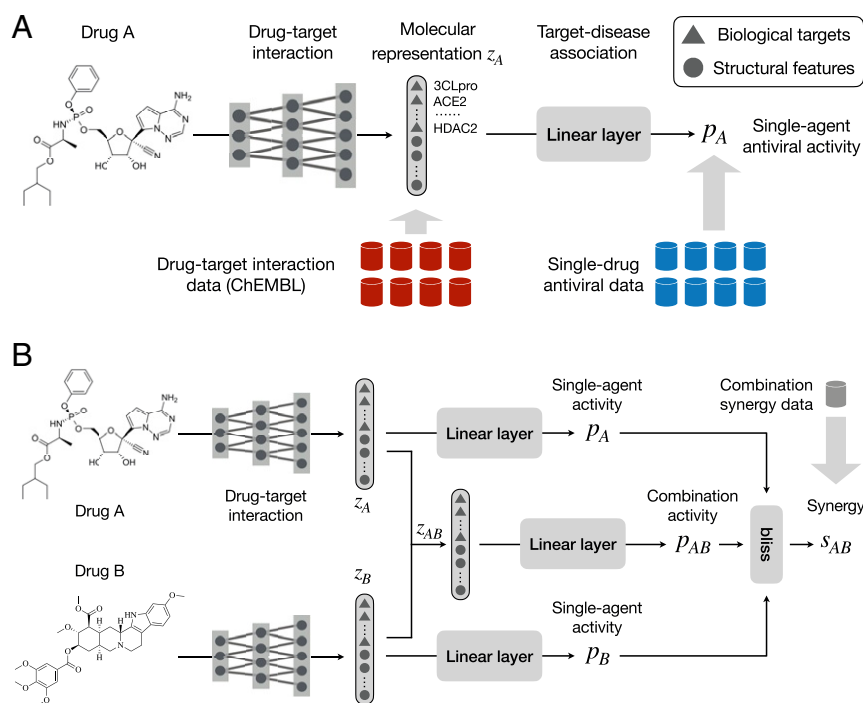 A
Drug A
Drug-target
interaction
Molecular
representation z_A
Target-disease
association
Biological targets
Structural features
3CLpro
ACE2
......
HDAC2
Linear layer
p_A
Single-agent
antiviral activity
NH₂
N
N
N
O
O
P
O
HN
O
O
O
N
HO
OH
Drug-target interaction
data (ChEMBL)
Single-drug
antiviral data
B
Drug A
Drug-target
interaction
z_A
Linear layer
Single-agent
activity
p_A
Combination
synergy data
z_AB
Linear layer
Combination
activity
p_AB
bliss
Synergy
s_AB
Drug B
z_B
Linear layer
Single-agent
activity
p_B